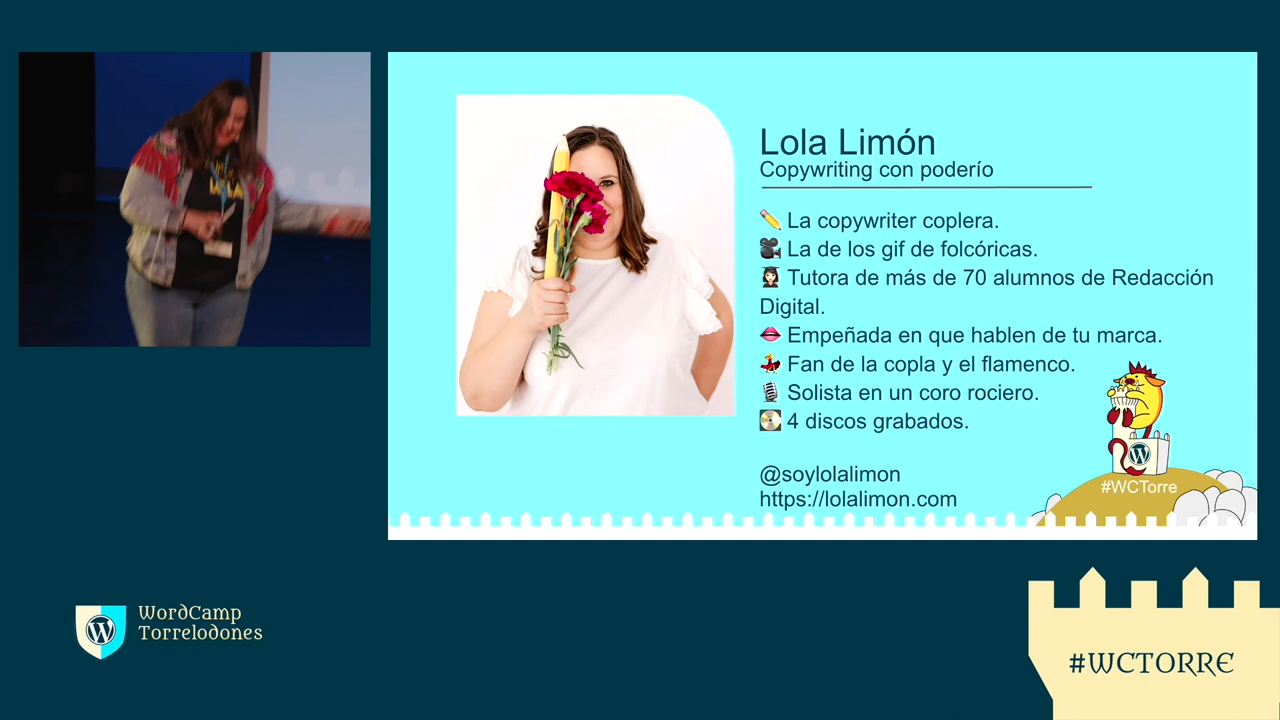 Lola Limón
Copywriting con poderío
La copywriter coplera.
La de los gif de folcóricas.
Tutora de más de 70 alumnos de Redacción
Digital.
Empeñada en que hablen de tu marca.
Fan de la copla y el flamenco.
Solista en un coro rociero.
4 discos grabados.
@soylolalimon
https://lolalimon.com
#WCTorre
WordCamp
Torrelodones
#WCTORRE